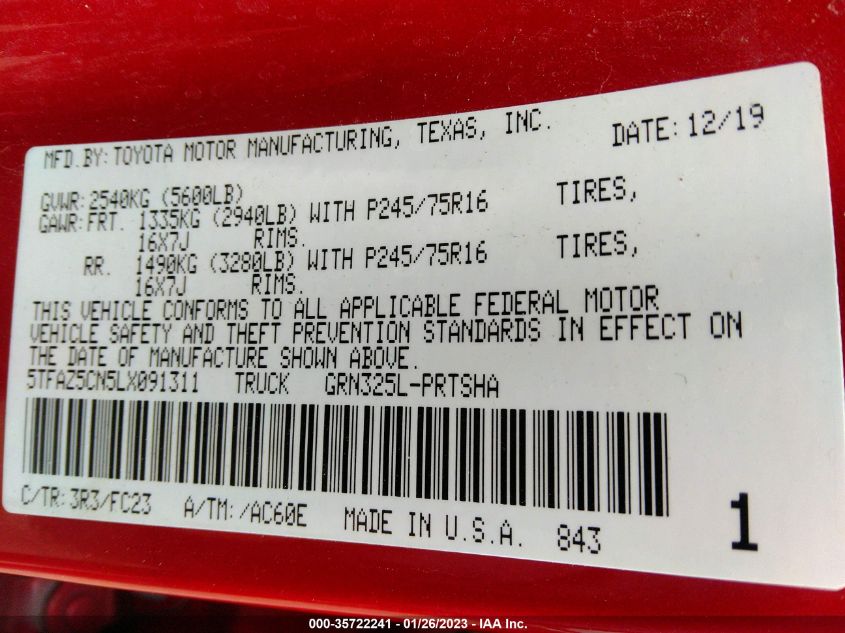 MFD.BY:TOYOTA MOTOR MANUFACTURING, TEXAS, INC. DATE:12/19
GVWR:2540KG (5600LB)
GAWR:FRT. 1335KG (2940LB) WITH P245/75R16 TIRES,
16X7J RIMS.
RR. 1490KG (3280LB) WITH P245/75R16 TIRES,
16X7J RIMS.
THIS VEHICLE CONFORMS TO ALL APPLICABLE FEDERAL MOTOR
VEHICLE SAFETY AND THEFT PREVENTION STANDARDS IN EFFECT ON
THE DATE OF MANUFACTURE SHOWN ABOVE.
5TFAZ5CN5LX091311 TRUCK GRN325L-PRTSHA
C/TR:3R3/FC23 A/TM:/AC60E MADE IN U.S.A. 843 1
000-35722241 - 01/26/2023 - IAAI Inc.